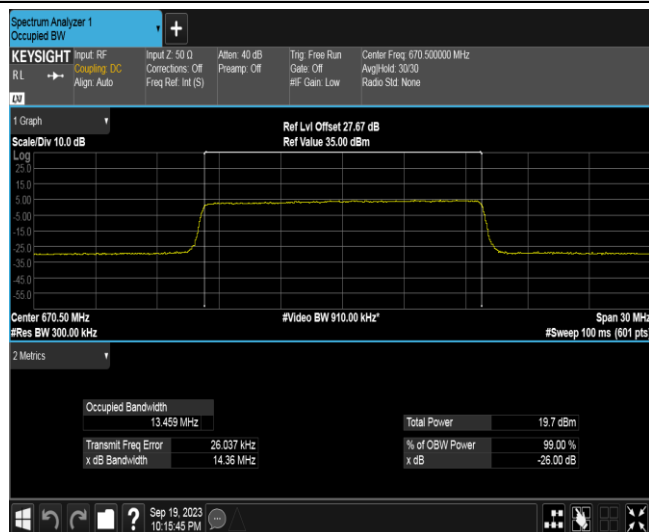 Spectrum Analyzer 1
Occupied BW
+
KEYSIGHT Input: RF Input Z: 50 Ω Atten: 40 dB Trig: Free Run Center Freq: 670.500000 MHz
RL Coupling: DC Corrections: Off Preamp: Off Gate: Off Avg|Hold: 30/30
Align: Auto Freq Ref: Int (S) #IF Gain: Low Radio Std: None
LXI
1 Graph
Ref Lvl Offset 27.67 dB
Scale/Div 10.0 dB Ref Value 35.00 dBm
Log
25.0
15.0
5.00
-5.00
-15.0
-25.0
-35.0
-45.0
-55.0
Center 670.50 MHz #Video BW 910.00 kHz* Span 30 MHz
#Res BW 300.00 kHz #Sweep 100 ms (601 pts)
2 Metrics
Occupied Bandwidth
13.459 MHz Total Power 19.7 dBm
Transmit Freq Error 26.037 kHz % of OBW Power 99.00 %
x dB Bandwidth 14.36 MHz x dB -26.00 dB
? Sep 19, 2023
10:15:45 PM